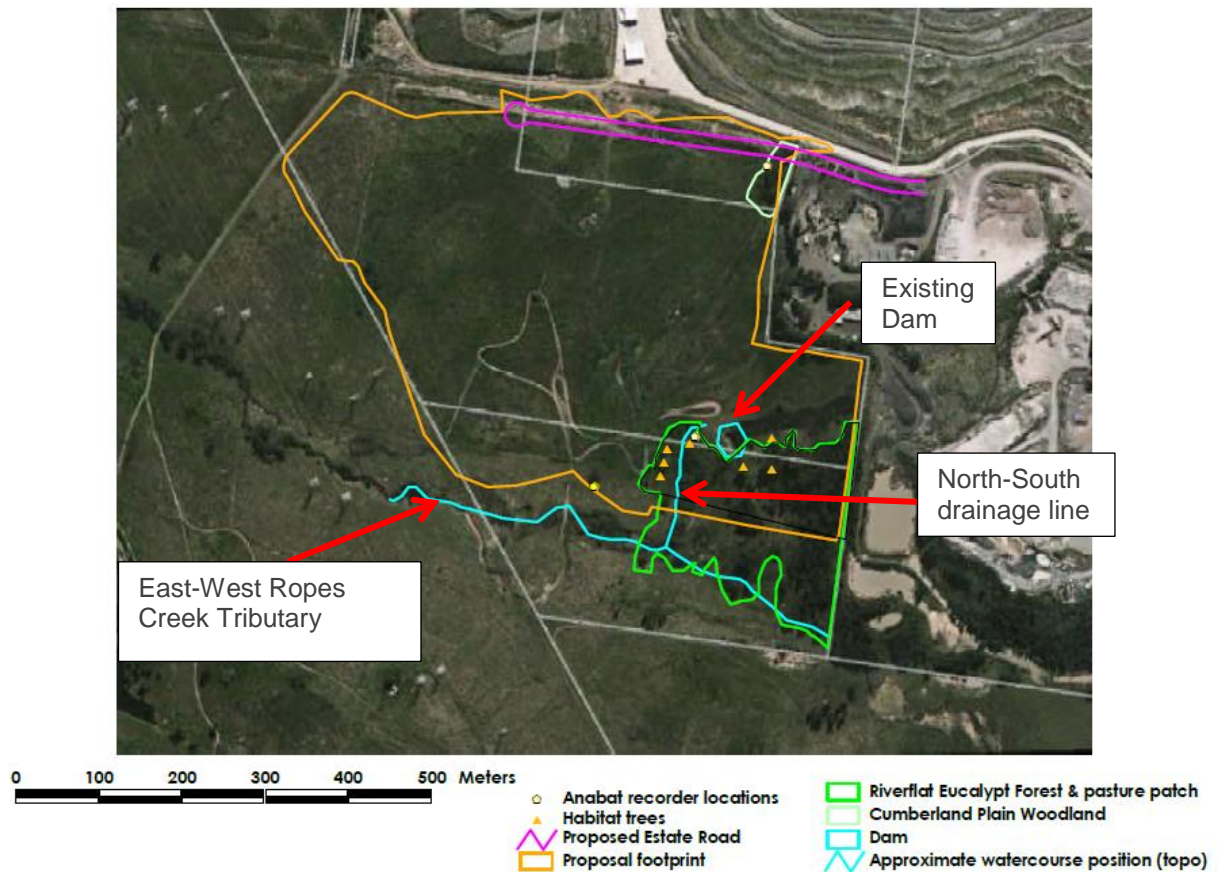 Existing
Dam
North-South
drainage line
East-West Ropes
Creek Tributary
0 100 200 300 400 500 Meters
Anabat recorder locations
Habitat trees
Proposed Estate Road
Proposal footprint
Riverflat Eucalypt Forest & pasture patch
Cumberland Plain Woodland
Dam
Approximate watercourse position (topo)